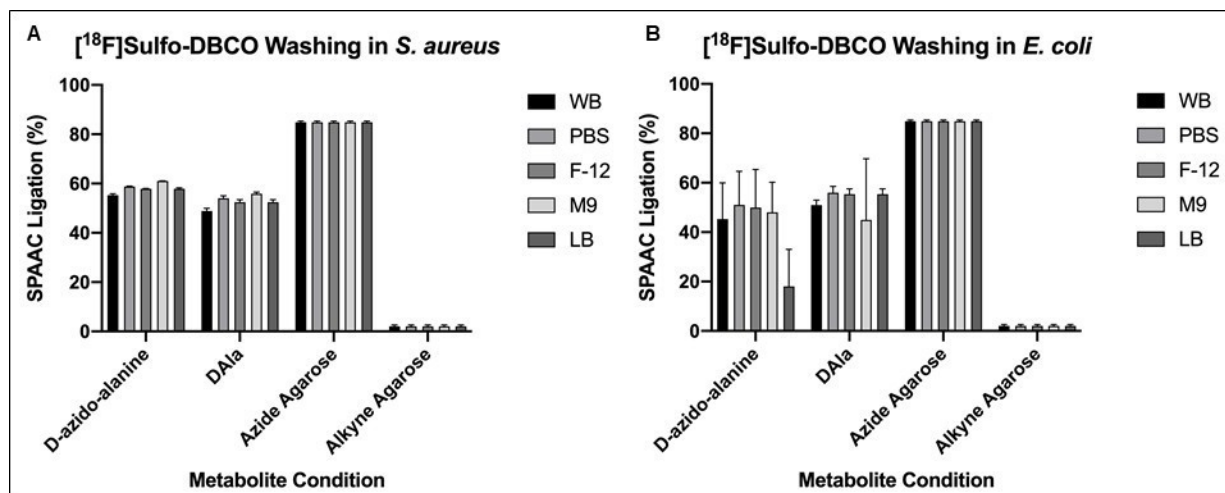 A
[¹⁸F]Sulfo-DBCO Washing in S. aureus
SPAAC Ligation (%)
100
80
60
40
20
0
D-azido-alanine
DAla
Azide Agarose
Alkyne Agarose
Metabolite Condition
WB
PBS
F-12
M9
LB
B
[¹⁸F]Sulfo-DBCO Washing in E. coli
SPAAC Ligation (%)
100
80
60
40
20
0
D-azido-alanine
DAla
Azide Agarose
Alkyne Agarose
Metabolite Condition
WB
PBS
F-12
M9
LB